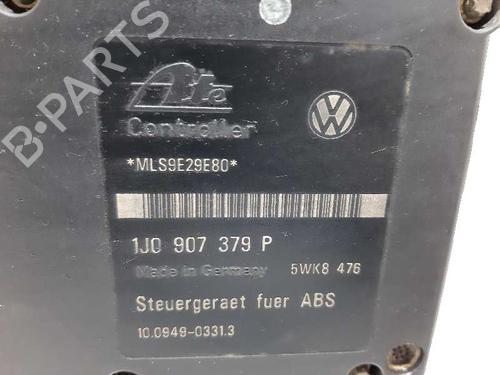 Ate
Controller
*MLS9E29E80*
1J0 907 379 P
Made in Germany 5WK8 476
Steuergeraet fuer ABS
10.0949-0331.3
B-PARTS